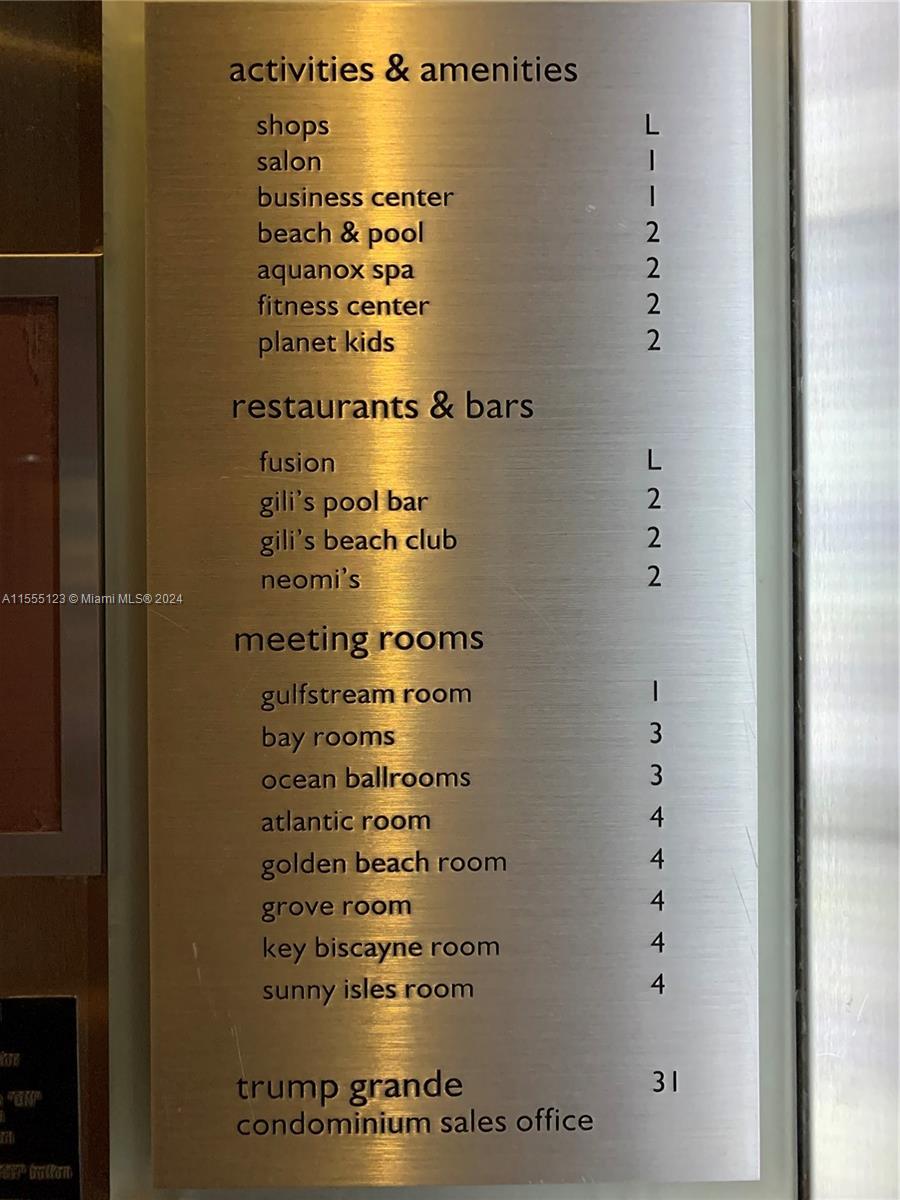 activities & amenities
shops L
salon 1
business center 1
beach & pool 2
aquanox spa 2
fitness center 2
planet kids 2
restaurants & bars
fusion L
gili's pool bar 2
gili's beach club 2
neomi's 2
A11555123 © Miami MLS® 2024
meeting rooms
gulfstream room 1
bay rooms 3
ocean ballrooms 3
atlantic room 4
golden beach room 4
grove room 4
key biscayne room 4
sunny isles room 4
trump grande 31
condominium sales office